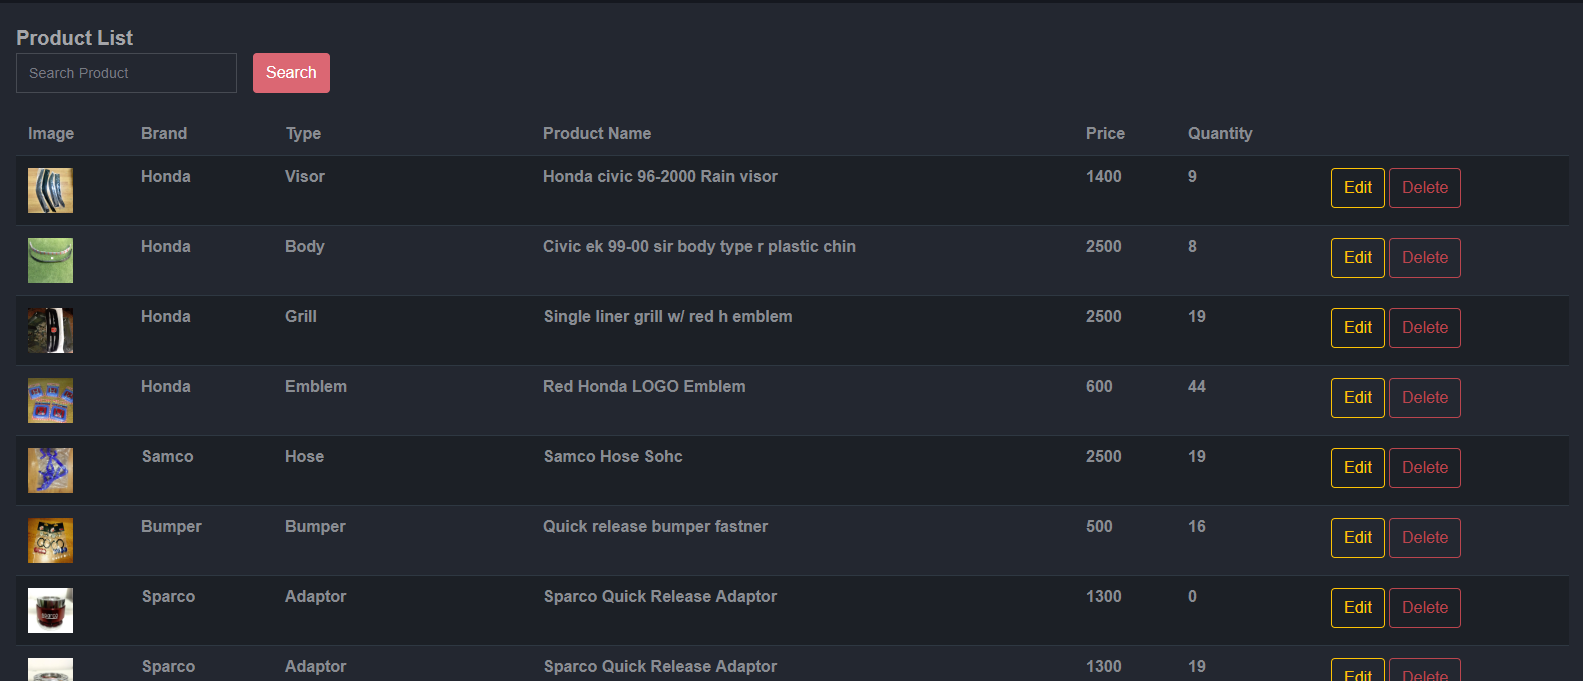 Product List
Search Product Search
Image Brand Type Product Name Price Quantity
Honda Visor Honda civic 96-2000 Rain visor 1400 9 Edit Delete
Honda Body Civic ek 99-00 sir body type r plastic chin 2500 8 Edit Delete
Honda Grill Single liner grill w/ red h emblem 2500 19 Edit Delete
Honda Emblem Red Honda LOGO Emblem 600 44 Edit Delete
Samco Hose Samco Hose Sohc 2500 19 Edit Delete
Bumper Bumper Quick release bumper fastner 500 16 Edit Delete
Sparco Adaptor Sparco Quick Release Adaptor 1300 0 Edit Delete
Sparco Adaptor Sparco Quick Release Adaptor 1300 19 Edit Delete